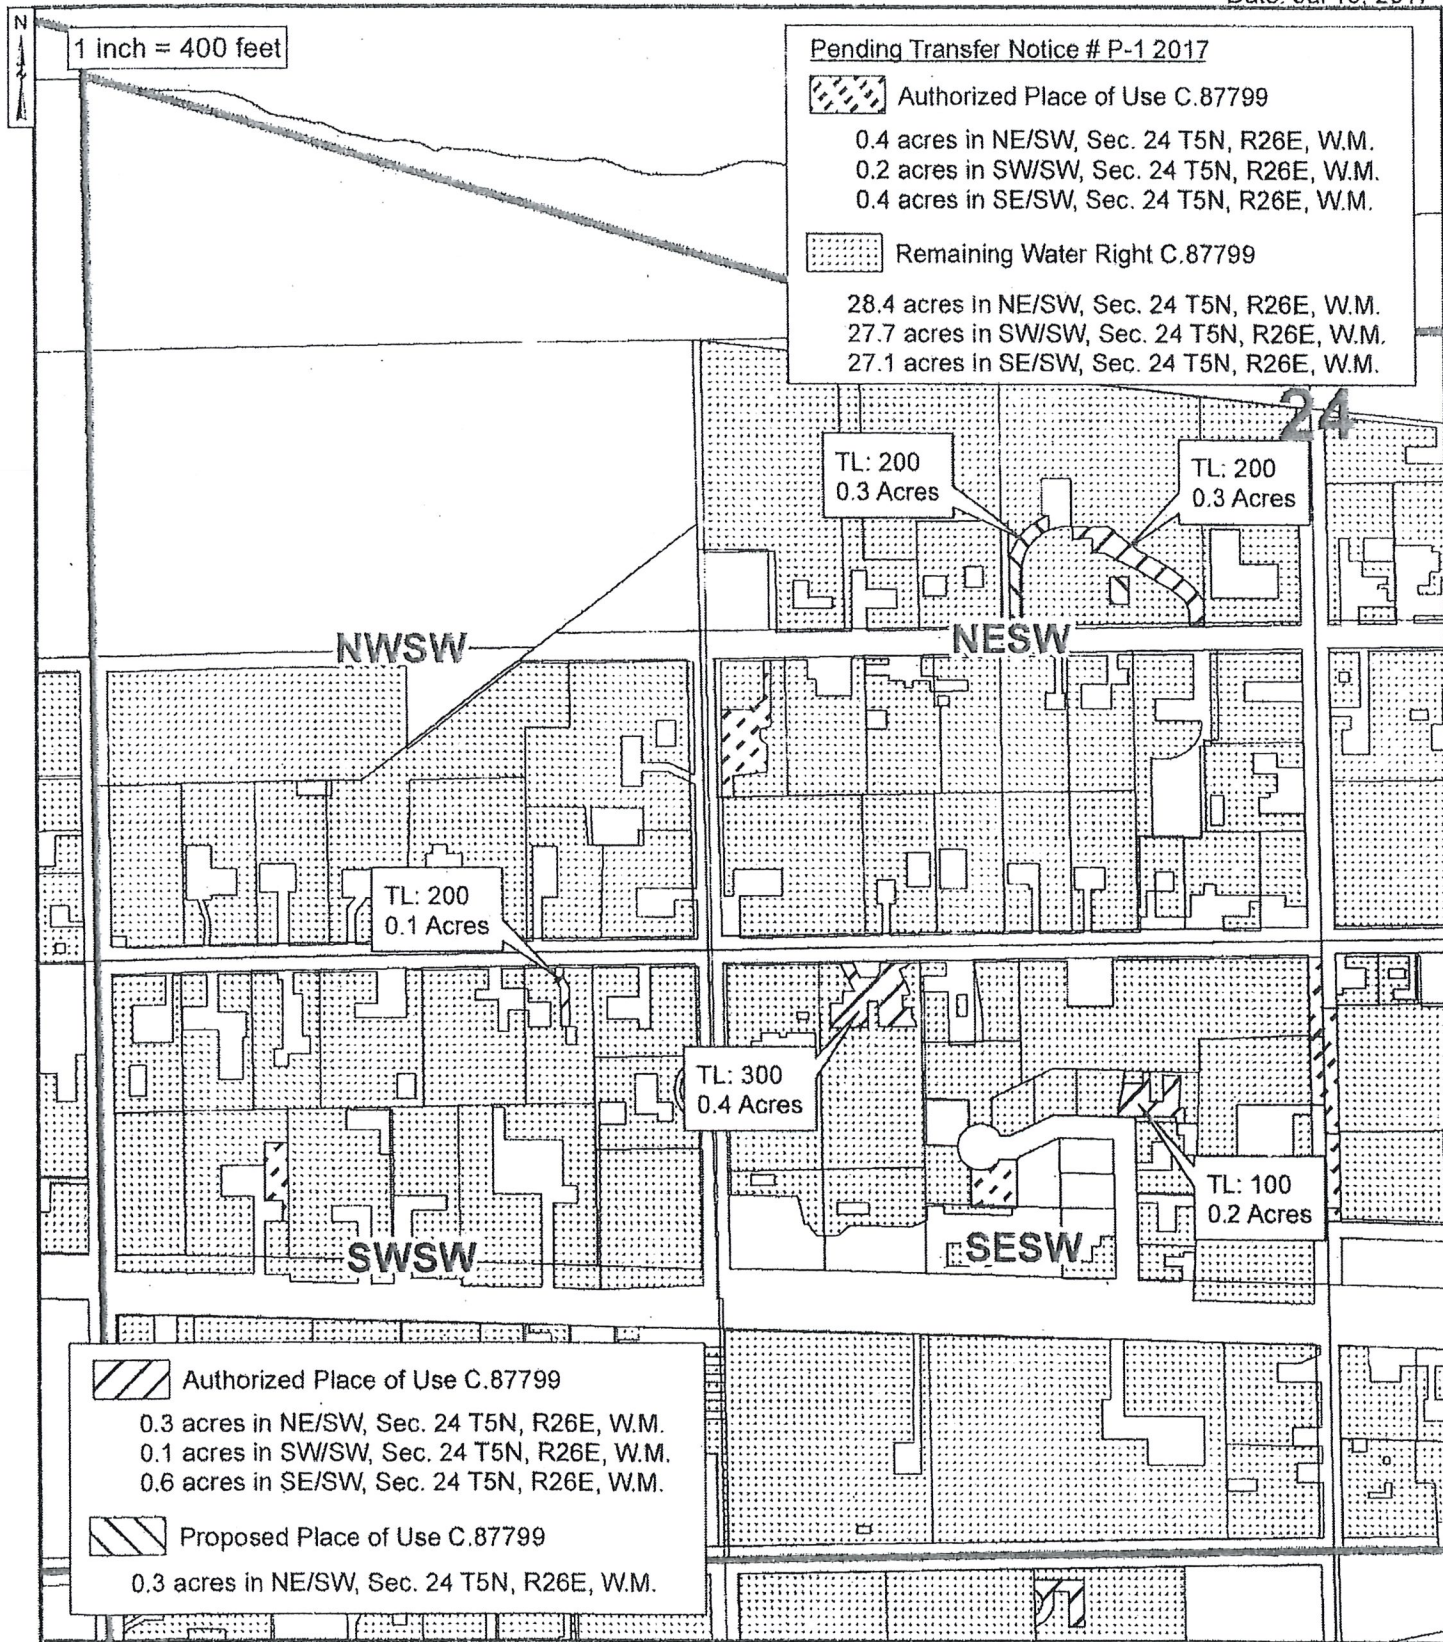 N
1 inch = 400 feet
Pending Transfer Notice # P-1 2017
Authorized Place of Use C.87799
0.4 acres in NE/SW, Sec. 24 T5N, R26E, W.M.
0.2 acres in SW/SW, Sec. 24 T5N, R26E, W.M.
0.4 acres in SE/SW, Sec. 24 T5N, R26E, W.M.
Remaining Water Right C.87799
28.4 acres in NE/SW, Sec. 24 T5N, R26E, W.M.
27.7 acres in SW/SW, Sec. 24 T5N, R26E, W.M.
27.1 acres in SE/SW, Sec. 24 T5N, R26E, W.M.
24
TL: 200
0.3 Acres
TL: 200
0.3 Acres
NWSW
NESW
TL: 200
0.1 Acres
TL: 300
0.4 Acres
TL: 100
0.2 Acres
SWSW
SESW
Authorized Place of Use C.87799
0.3 acres in NE/SW, Sec. 24 T5N, R26E, W.M.
0.1 acres in SW/SW, Sec. 24 T5N, R26E, W.M.
0.6 acres in SE/SW, Sec. 24 T5N, R26E, W.M.
Proposed Place of Use C.87799
0.3 acres in NE/SW, Sec. 24 T5N, R26E, W.M.